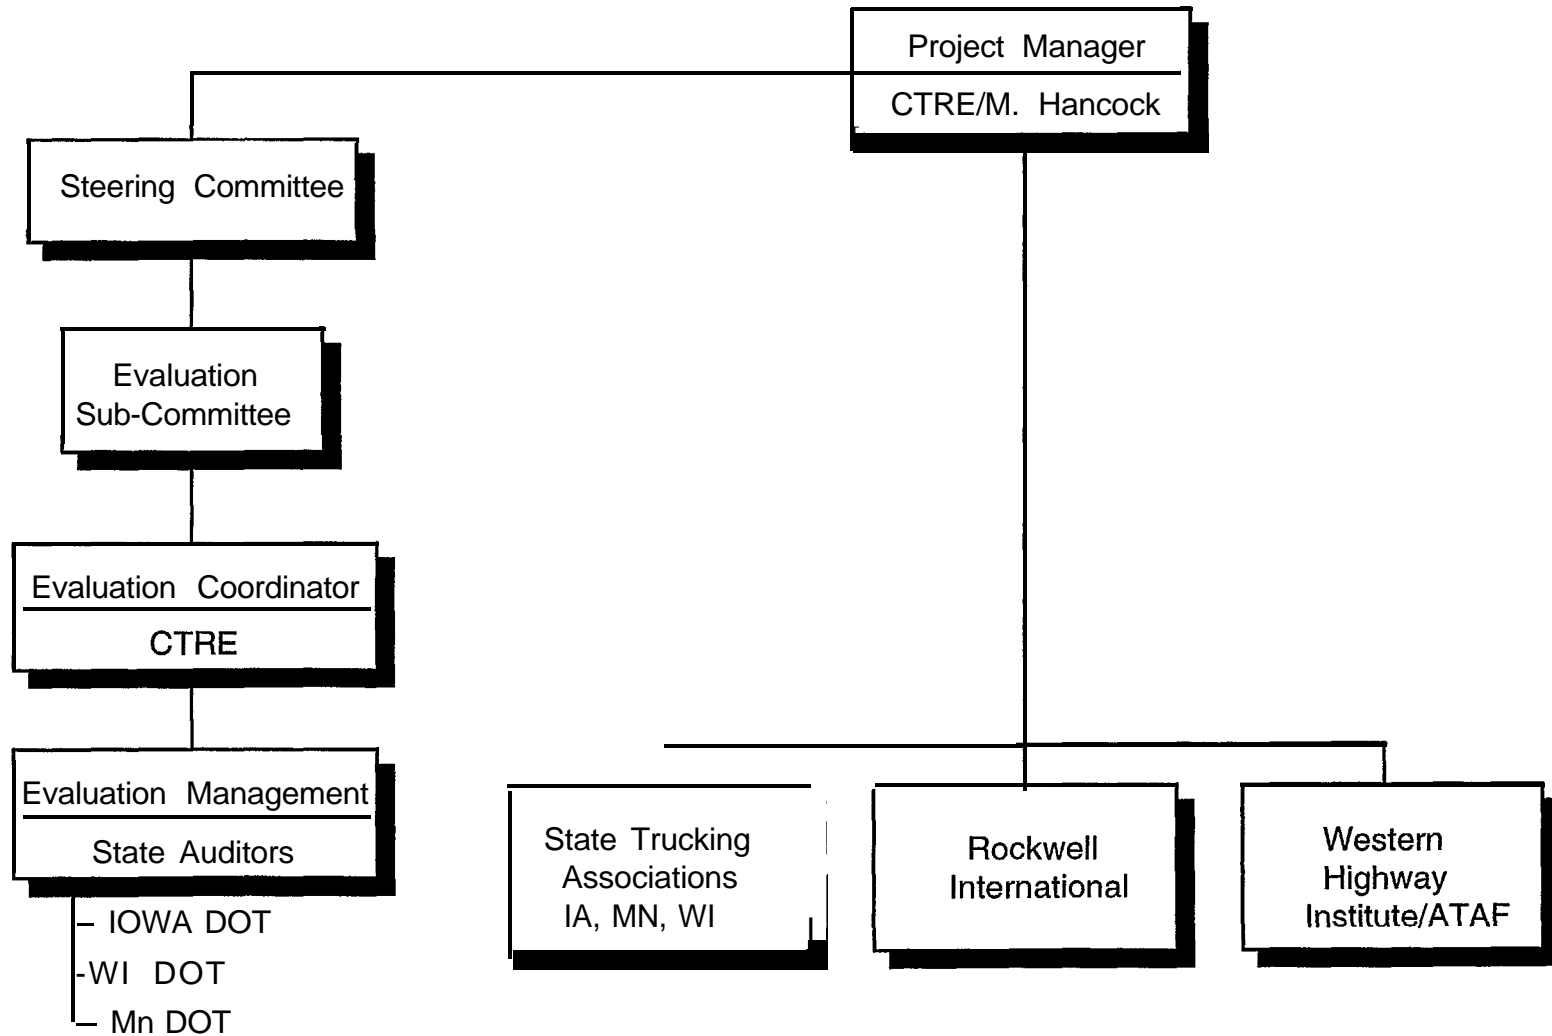 Project Manager
CTRE/M. Hancock
Steering Committee
Evaluation
Sub-Committee
Evaluation Coordinator
CTRE
Evaluation Management
State Auditors
– IOWA DOT
-WI DOT
– Mn DOT
State Trucking
Associations
IA, MN, WI
Rockwell
International
Western
Highway
Institute/ATAF